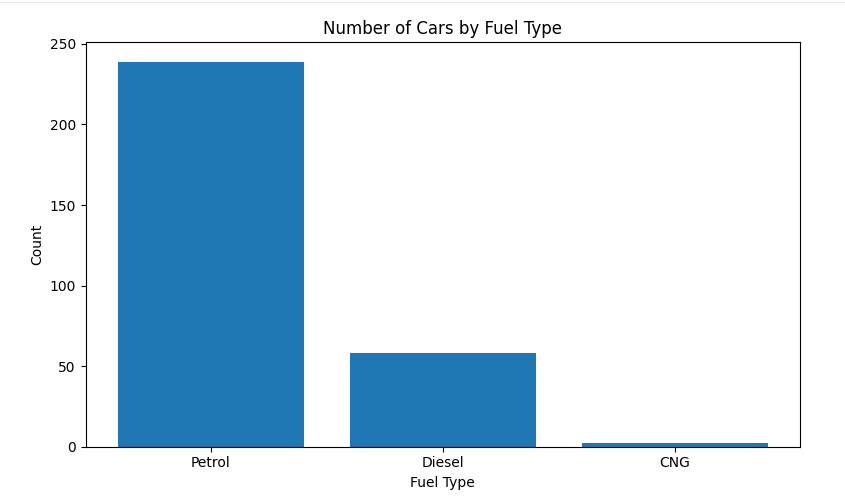 Number of Cars by Fuel Type
250
200
150
100
50
0
Count
Petrol Diesel CNG
Fuel Type